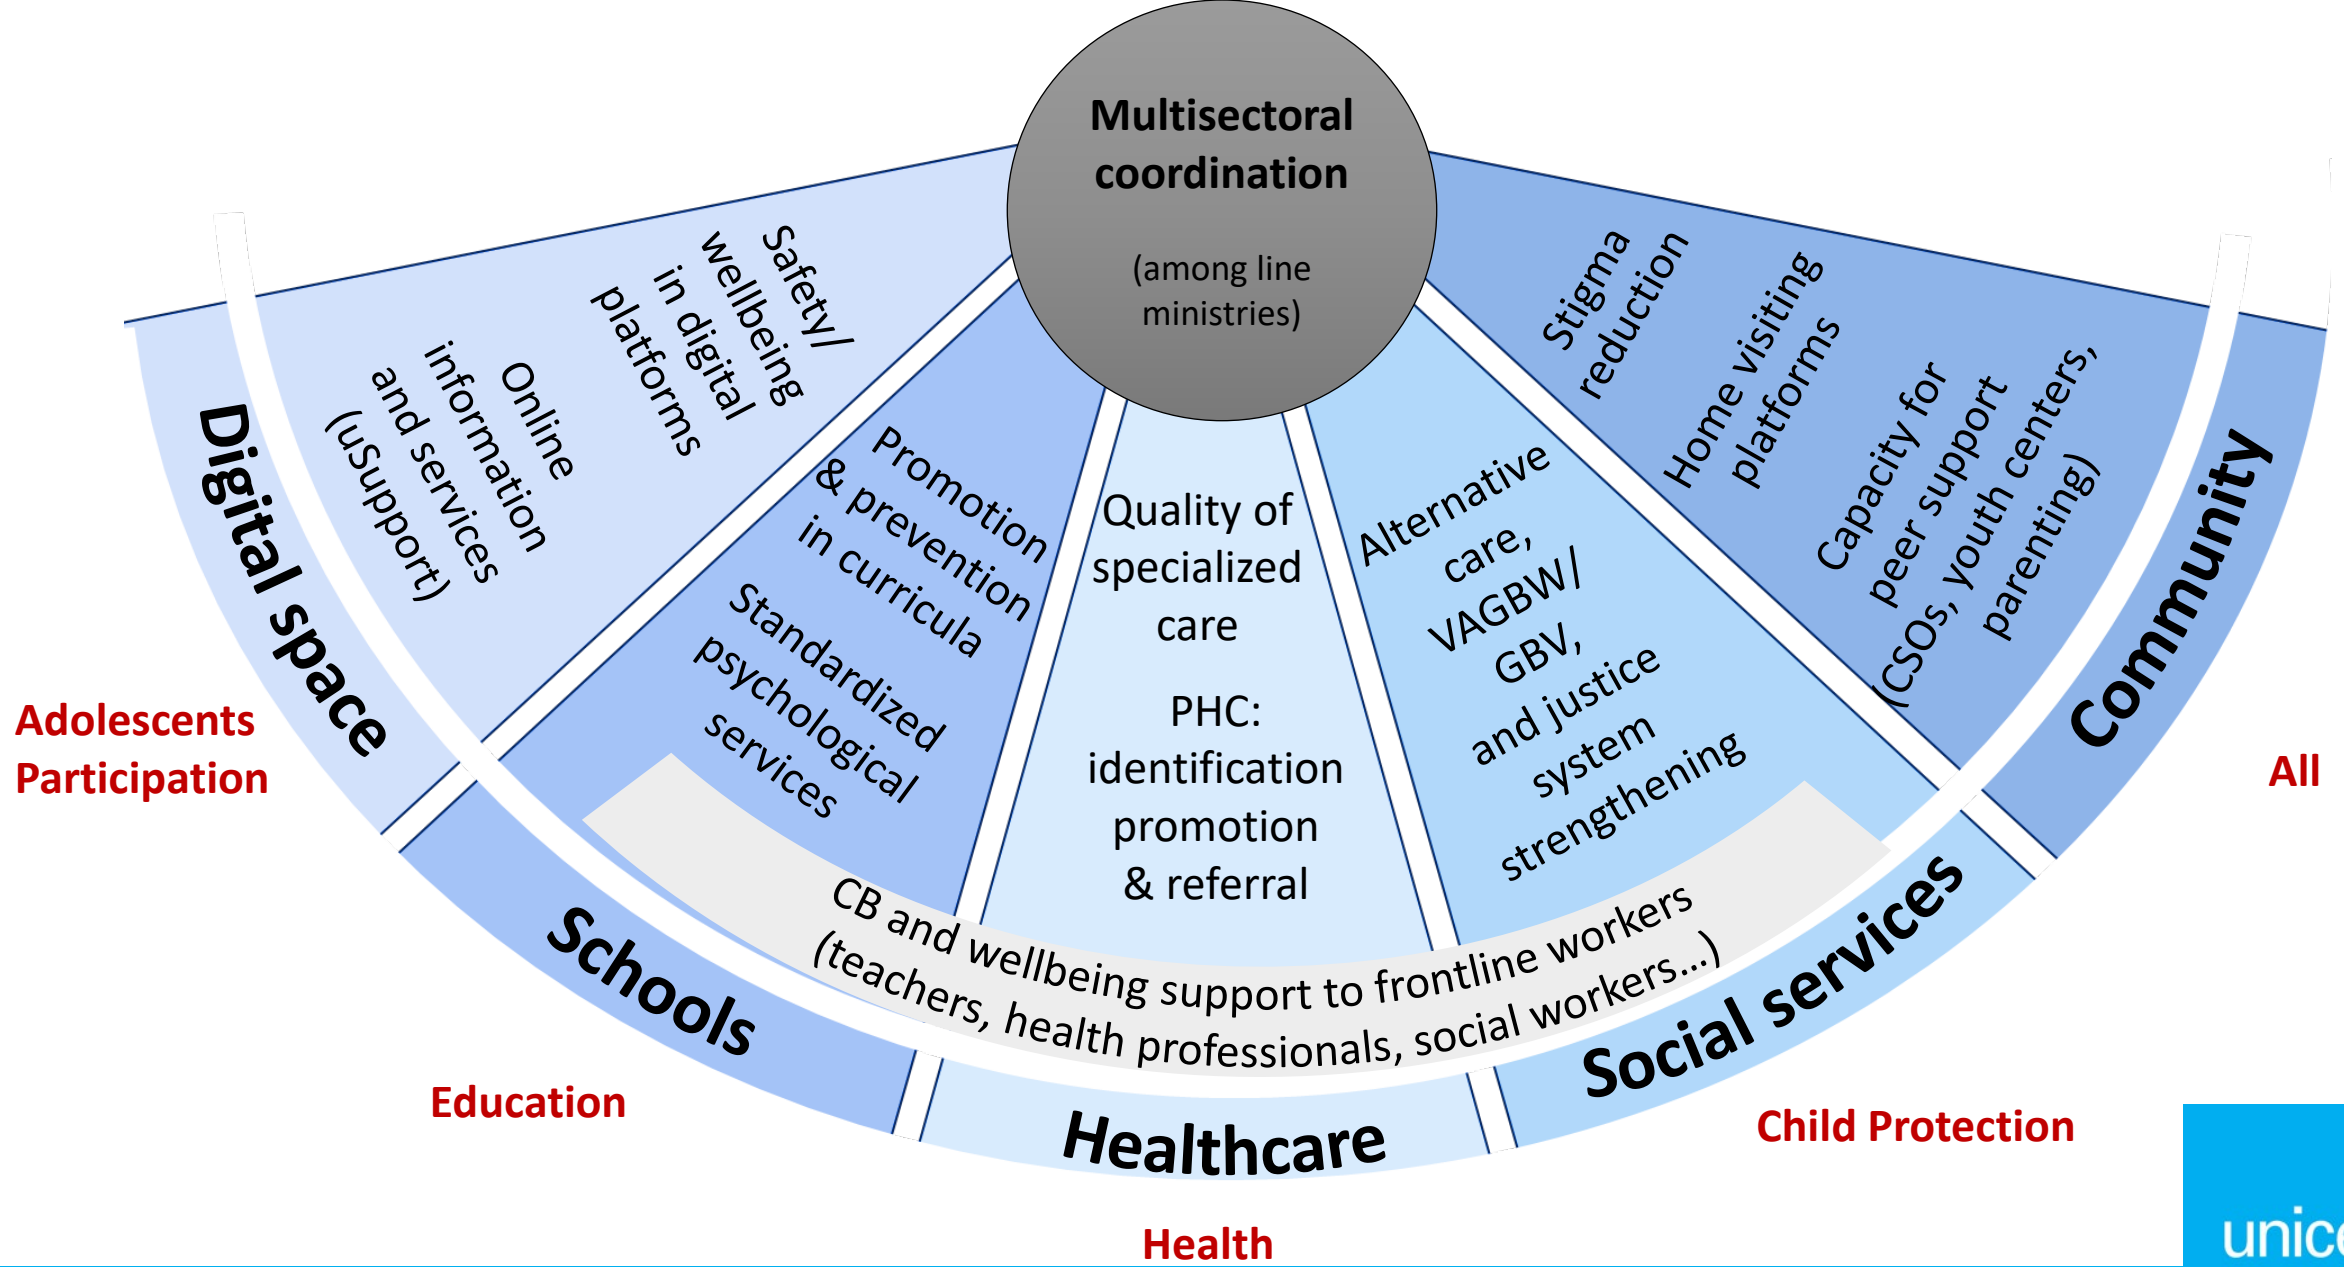 Multisectoral
coordination
(among line
ministries)
Safety/
wellbeing
in digital
platforms
Online
information
and services
(uSupport)
Digital space
Adolescents
Participation
Promotion
& prevention
in curricula
Standardized
psychological
services
Schools
Education
Quality of
specialized
care
PHC:
identification
promotion
& referral
Healthcare
Health
Alternative
care,
VAGBW/
GBV,
and justice
system
strengthening
Social services
Child Protection
Stigma
reduction
Home visiting
platforms
Capacity for
peer support
(CSOs, youth centers,
parenting)
Community
All
CB and wellbeing support to frontline workers
(teachers, health professionals, social workers...)
unice